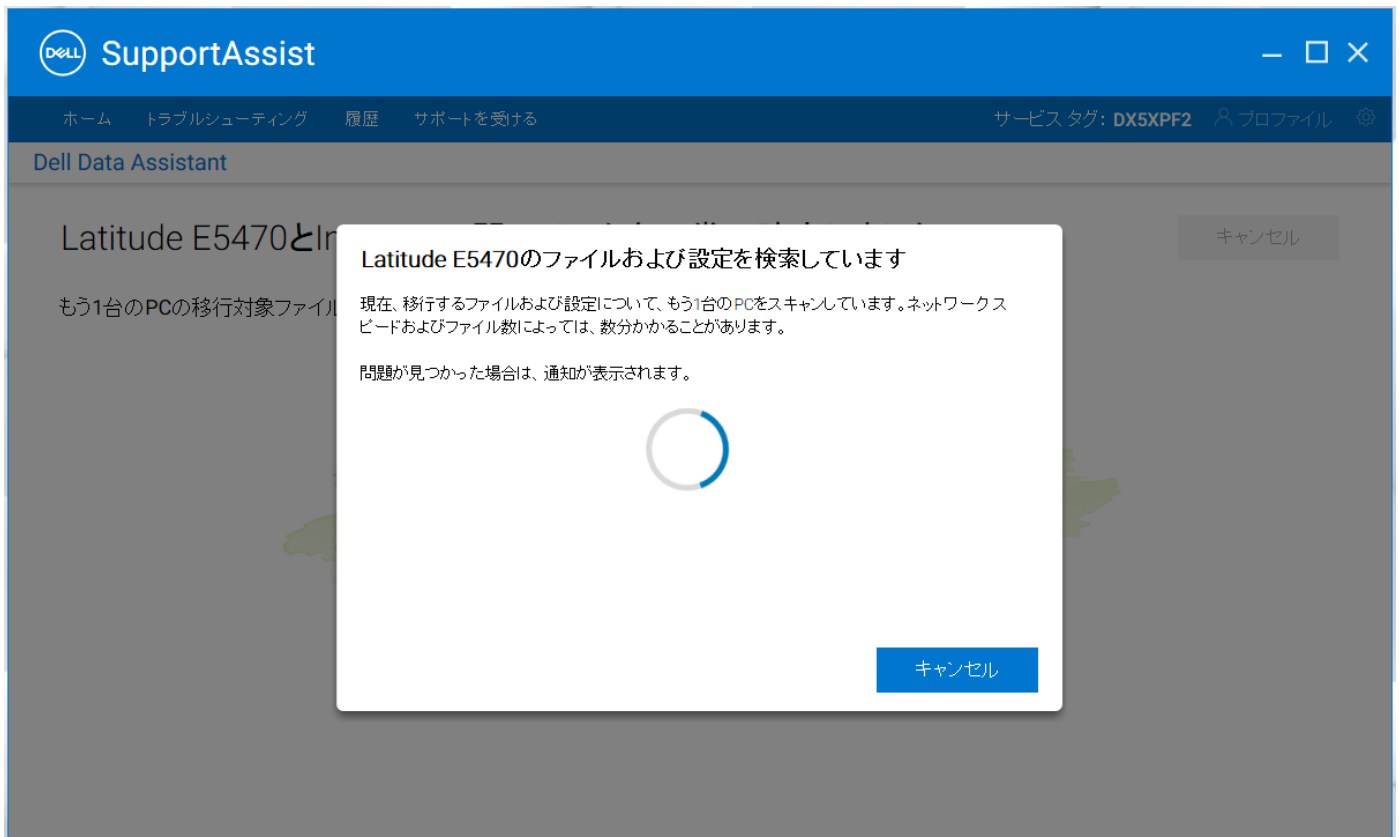 DELL SupportAssist
ホーム トラブルシューティング 履歴 サポートを受ける サービス タグ: DX5XPF2 プロファイル
Dell Data Assistant
Latitude E5470とIn
キャンセル
もう1台のPCの移行対象ファイル
Latitude E5470のファイルおよび設定を検索しています
現在、移行するファイルおよび設定について、もう1台のPCをスキャンしています。ネットワークス
ピードおよびファイル数によっては、数分かかることがあります。
問題が見つかった場合は、通知が表示されます。
キャンセル